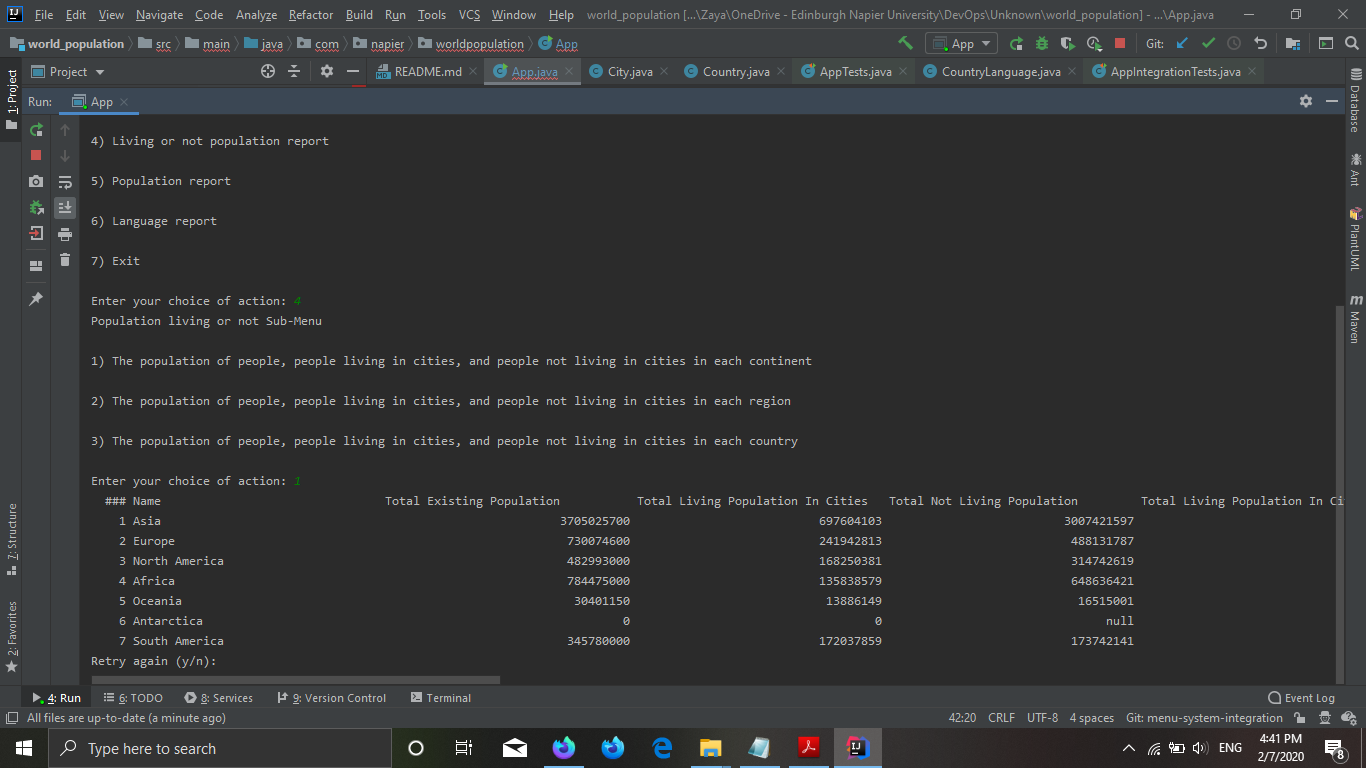 File Edit View Navigate Code Analyze Refactor Build Run Tools VCS Window Help world_population [...\Zaya\OneDrive - Edinburgh Napier University\DevOps\Unknown\world_population] - ...\App.java
world_population src main java com napier worldpopulation App App Git:
Project README.md App.java City.java Country.java AppTests.java CountryLanguage.java AppIntegrationTests.java
1: Project
Run: App
Database
Ant
PlantUML
Maven
4) Living or not population report
5) Population report
6) Language report
7) Exit
Enter your choice of action: 4
Population living or not Sub-Menu
1) The population of people, people living in cities, and people not living in cities in each continent
2) The population of people, people living in cities, and people not living in cities in each region
3) The population of people, people living in cities, and people not living in cities in each country
Enter your choice of action: 1
### Name Total Existing Population Total Living Population In Cities Total Not Living Population Total Living Population In Ci
1 Asia 3705025700 697604103 3007421597
2 Europe 730074600 241942813 488131787
3 North America 482993000 168250381 314742619
4 Africa 784475000 135838579 648636421
5 Oceania 30401150 13886149 16515001
6 Antarctica 0 0 null
7 South America 345780000 172037859 173742141
Retry again (y/n):
7: Structure
2: Favorites
4: Run 6: TODO 8: Services 9: Version Control Terminal Event Log
All files are up-to-date (a minute ago) 42:20 CRLF UTF-8 4 spaces Git: menu-system-integration
Type here to search ENG 4:41 PM
2/7/2020 8